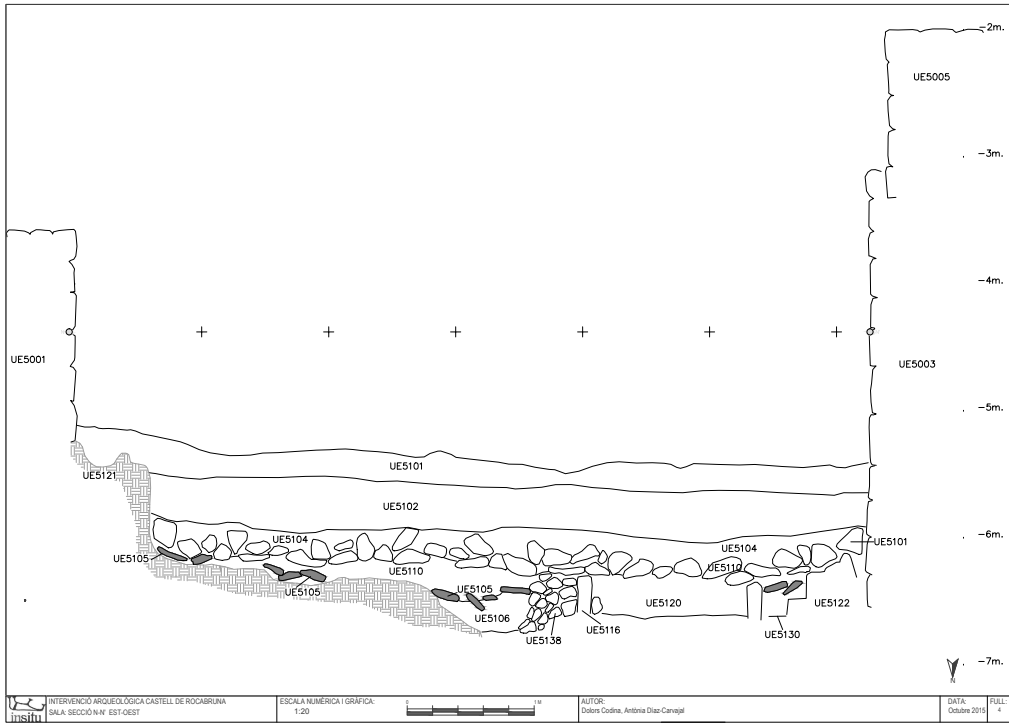 -2m.
UE5005
-3m.
-4m.
UE5001
UE5003
-5m.
UE5101
UE5121
UE5102
-6m.
UE5104
UE5104
UE5101
UE5105
UE5110
UE5110
UE5105
UE5105
UE5106
UE5120
UE5122
UE5138
UE5116
UE5130
-7m.
N
insitu
INTERVENCIÓ ARQUEOLÒGICA CASTELL DE ROCABRUNA
SALA: SECCIÓ N-N' EST-OEST
ESCALA NUMÈRICA I GRÀFICA:
1:20
0 1 M
AUTOR:
Dolors Codina, Antònia Díaz-Carvajal
DATA:
Octubre 2015
FULL:
4